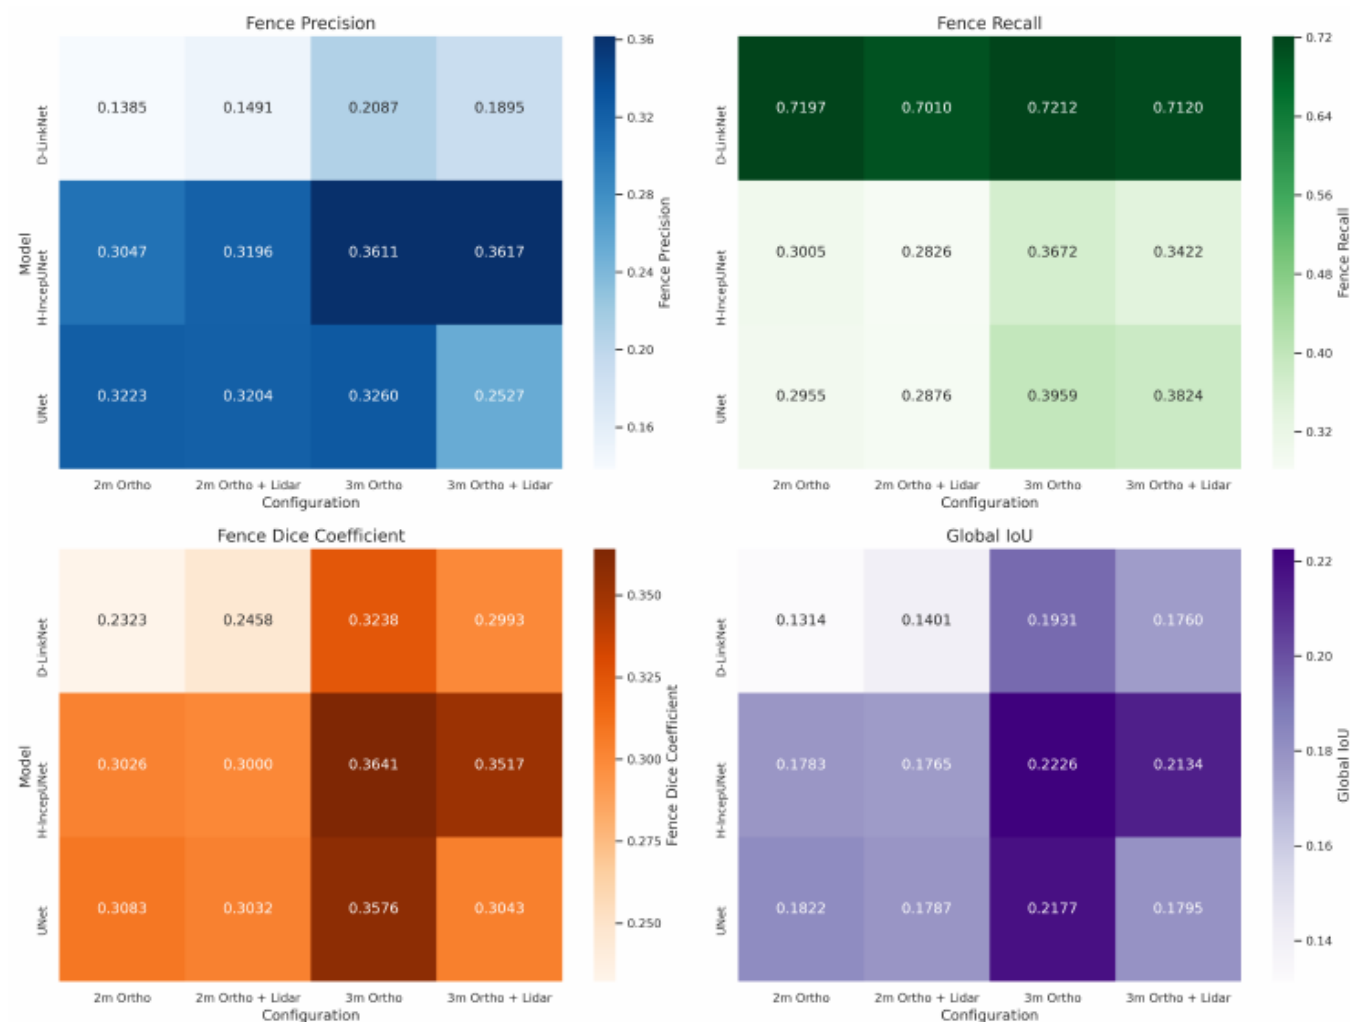 Fence Precision
Model
D-LinkNet
0.1385 0.1491 0.2087 0.1895
H-IncepUNet
0.3047 0.3196 0.3611 0.3617
UNet
0.3223 0.3204 0.3260 0.2527
2m Ortho 2m Ortho + Lidar 3m Ortho 3m Ortho + Lidar
Configuration
0.36
0.32
0.28
0.24
0.20
0.16
Fence Precision
Fence Recall
D-LinkNet
0.7197 0.7010 0.7212 0.7120
H-IncepUNet
0.3005 0.2826 0.3672 0.3422
UNet
0.2955 0.2876 0.3959 0.3824
2m Ortho 2m Ortho + Lidar 3m Ortho 3m Ortho + Lidar
Configuration
0.72
0.64
0.56
0.48
0.40
0.32
Fence Recall
Fence Dice Coefficient
Model
D-LinkNet
0.2323 0.2458 0.3238 0.2993
H-IncepUNet
0.3026 0.3000 0.3641 0.3517
UNet
0.3083 0.3032 0.3576 0.3043
2m Ortho 2m Ortho + Lidar 3m Ortho 3m Ortho + Lidar
Configuration
0.350
0.325
0.300
0.275
0.250
Fence Dice Coefficient
Global IoU
D-LinkNet
0.1314 0.1401 0.1931 0.1760
H-IncepUNet
0.1783 0.1765 0.2226 0.2134
UNet
0.1822 0.1787 0.2177 0.1795
2m Ortho 2m Ortho + Lidar 3m Ortho 3m Ortho + Lidar
Configuration
0.22
0.20
0.18
0.16
0.14
Global IoU